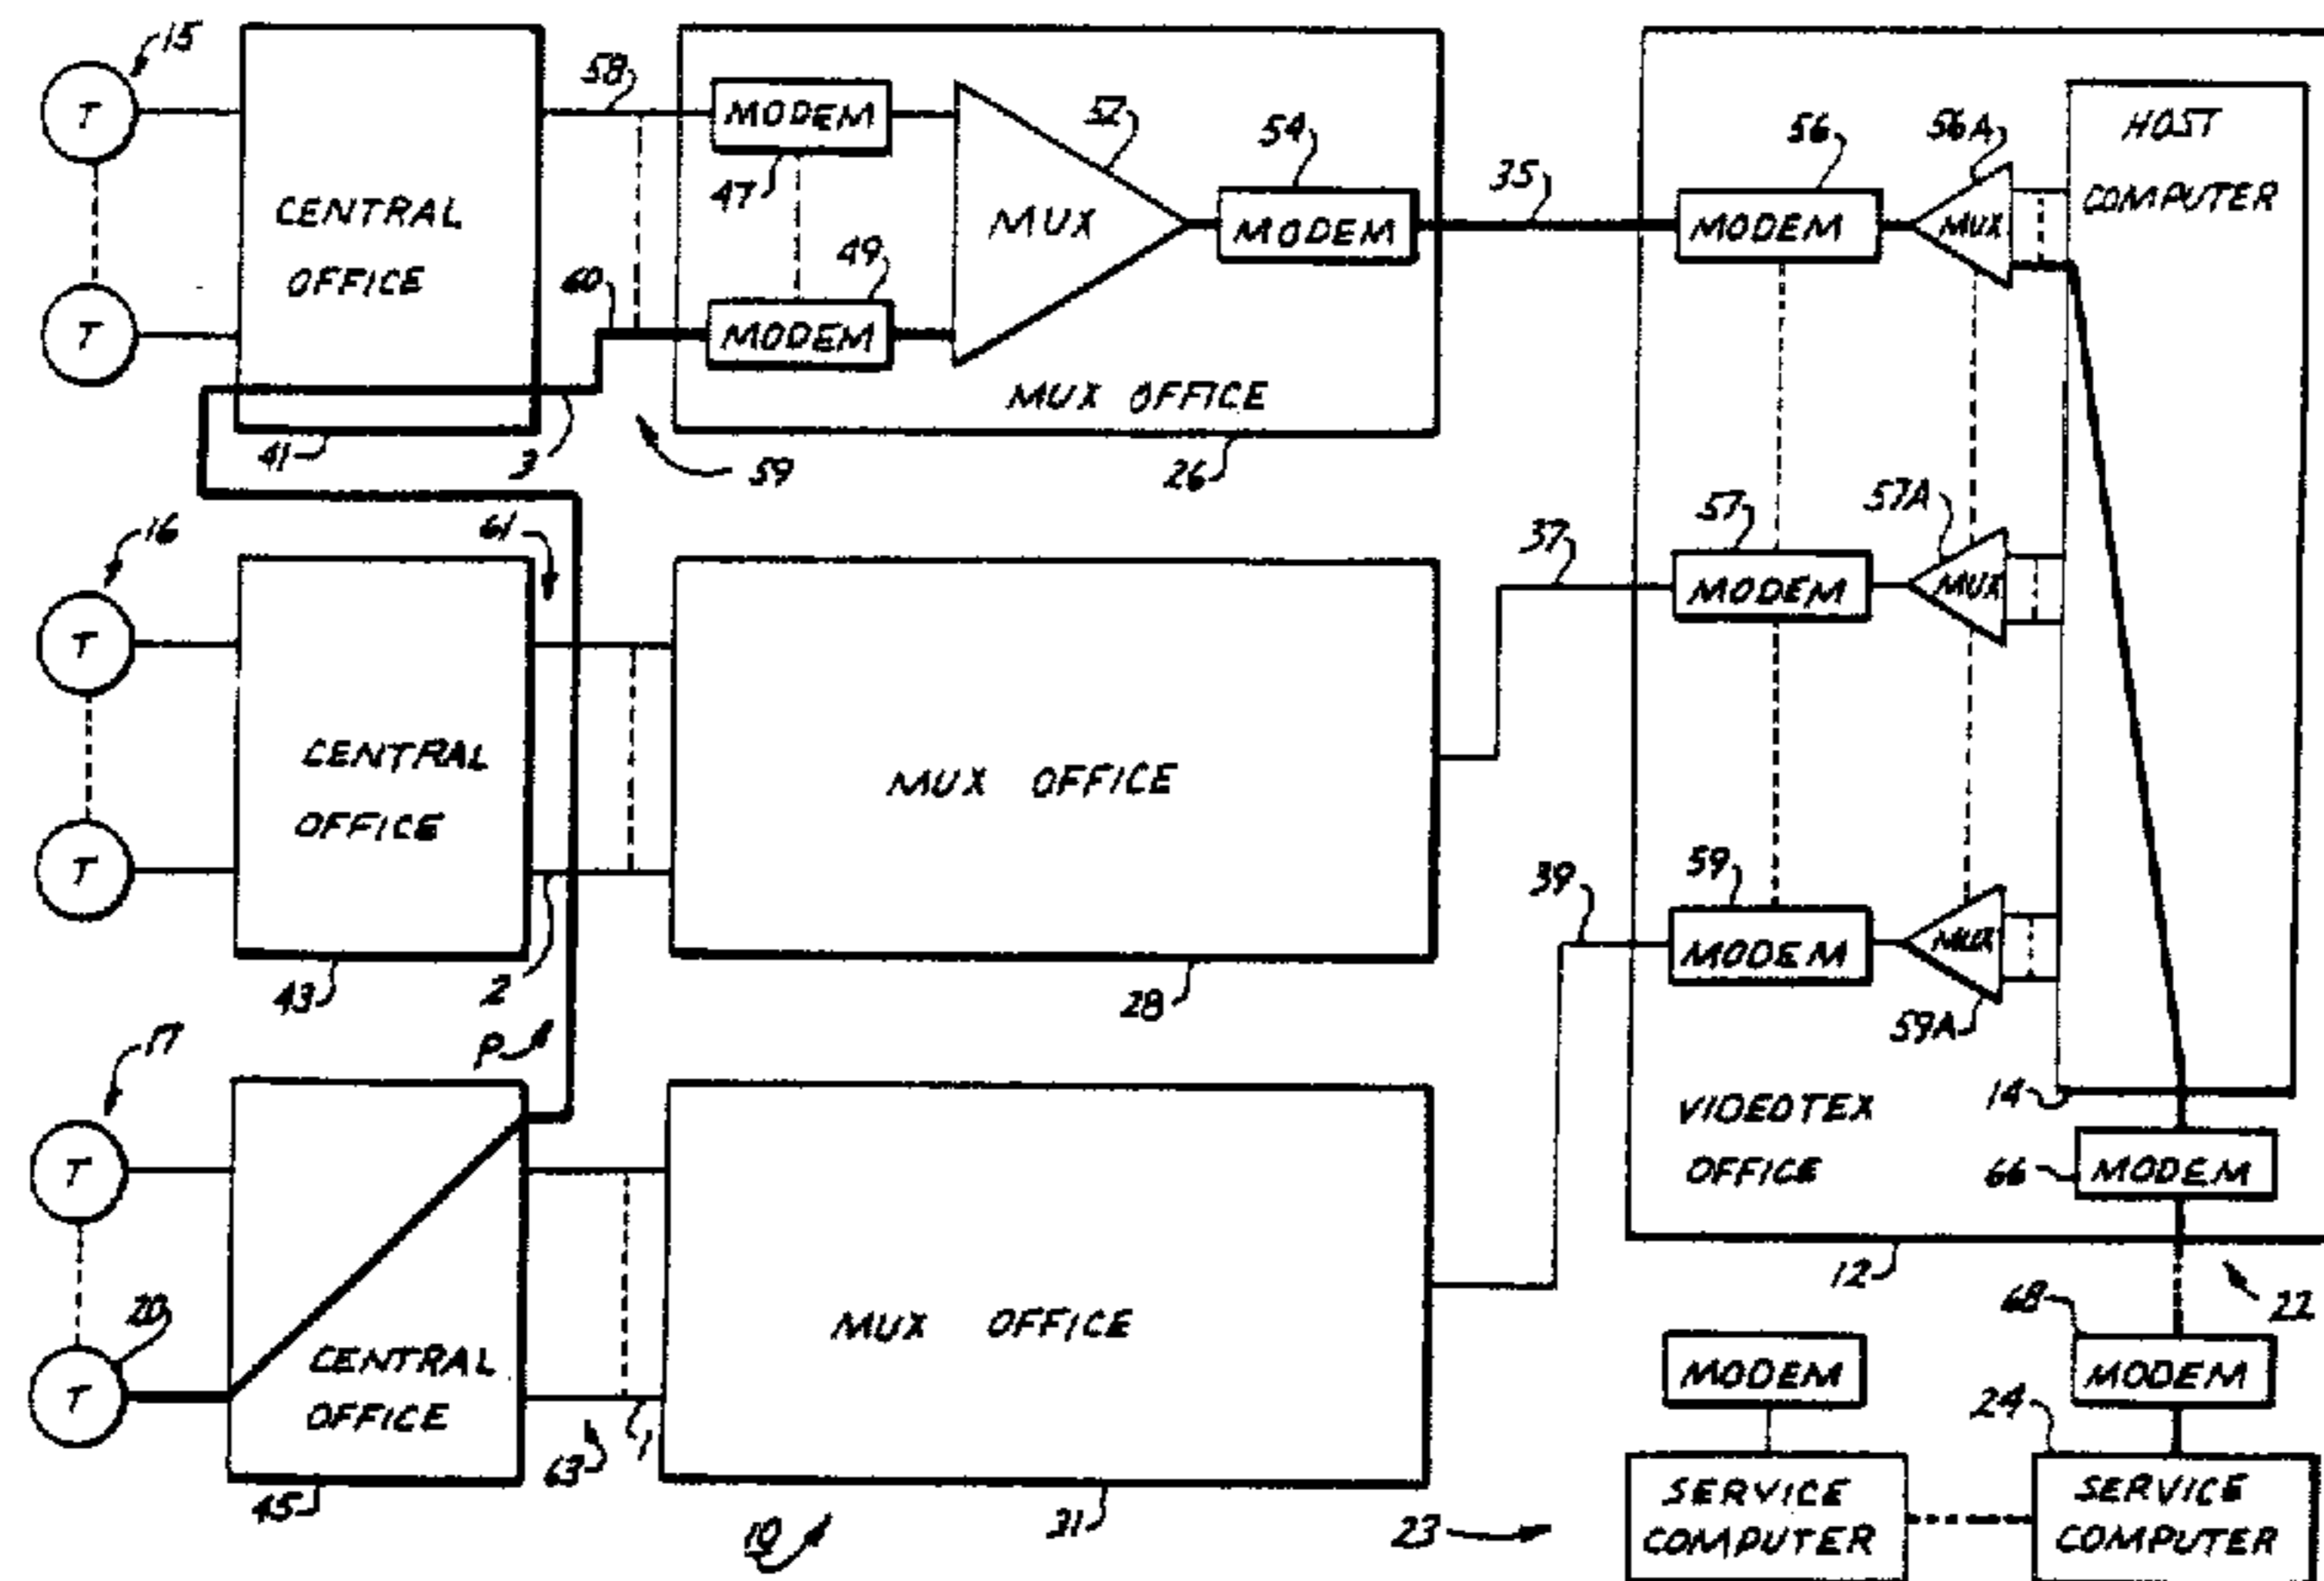 15
T
T
CENTRAL
OFFICE
41
3
58
60
59
MODEM
47
49
MODEM
MUX
52
54
MODEM
MUX OFFICE
26
35
56
MODEM
56A
MUX
HOST
COMPUTER
16
T
T
61
CENTRAL
OFFICE
43
2
P
MUX OFFICE
28
37
57
MODEM
57A
MUX
39
59
MODEM
MUX
59A
14
VIDEOTEX
OFFICE
66
MODEM
12
22
17
T
20
T
CENTRAL
OFFICE
45
63
1
MUX OFFICE
31
10
23
MODEM
SERVICE
COMPUTER
68
MODEM
24
SERVICE
COMPUTER